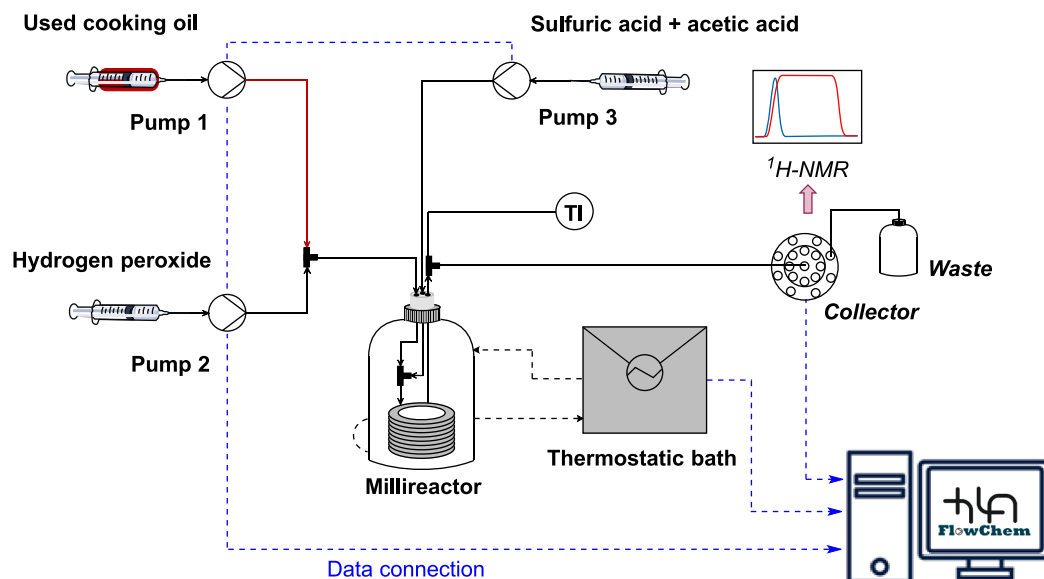 Used cooking oil
Sulfuric acid + acetic acid
Pump 1
Pump 3
¹H-NMR
TI
Hydrogen peroxide
Waste
Collector
Pump 2
Thermostatic bath
Millireactor
FlowChem
Data connection